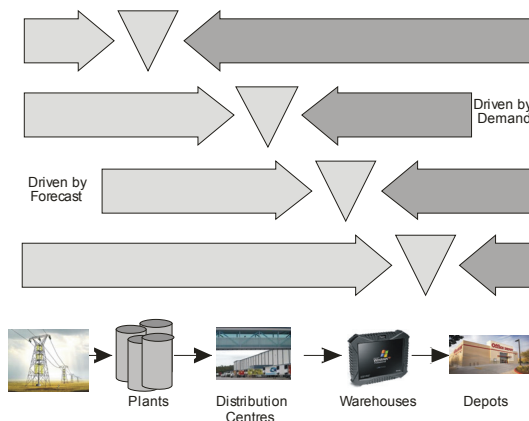 Driven by
Demand
Driven by
Forecast
Plants
Distribution
Centres
Warehouses
Depots